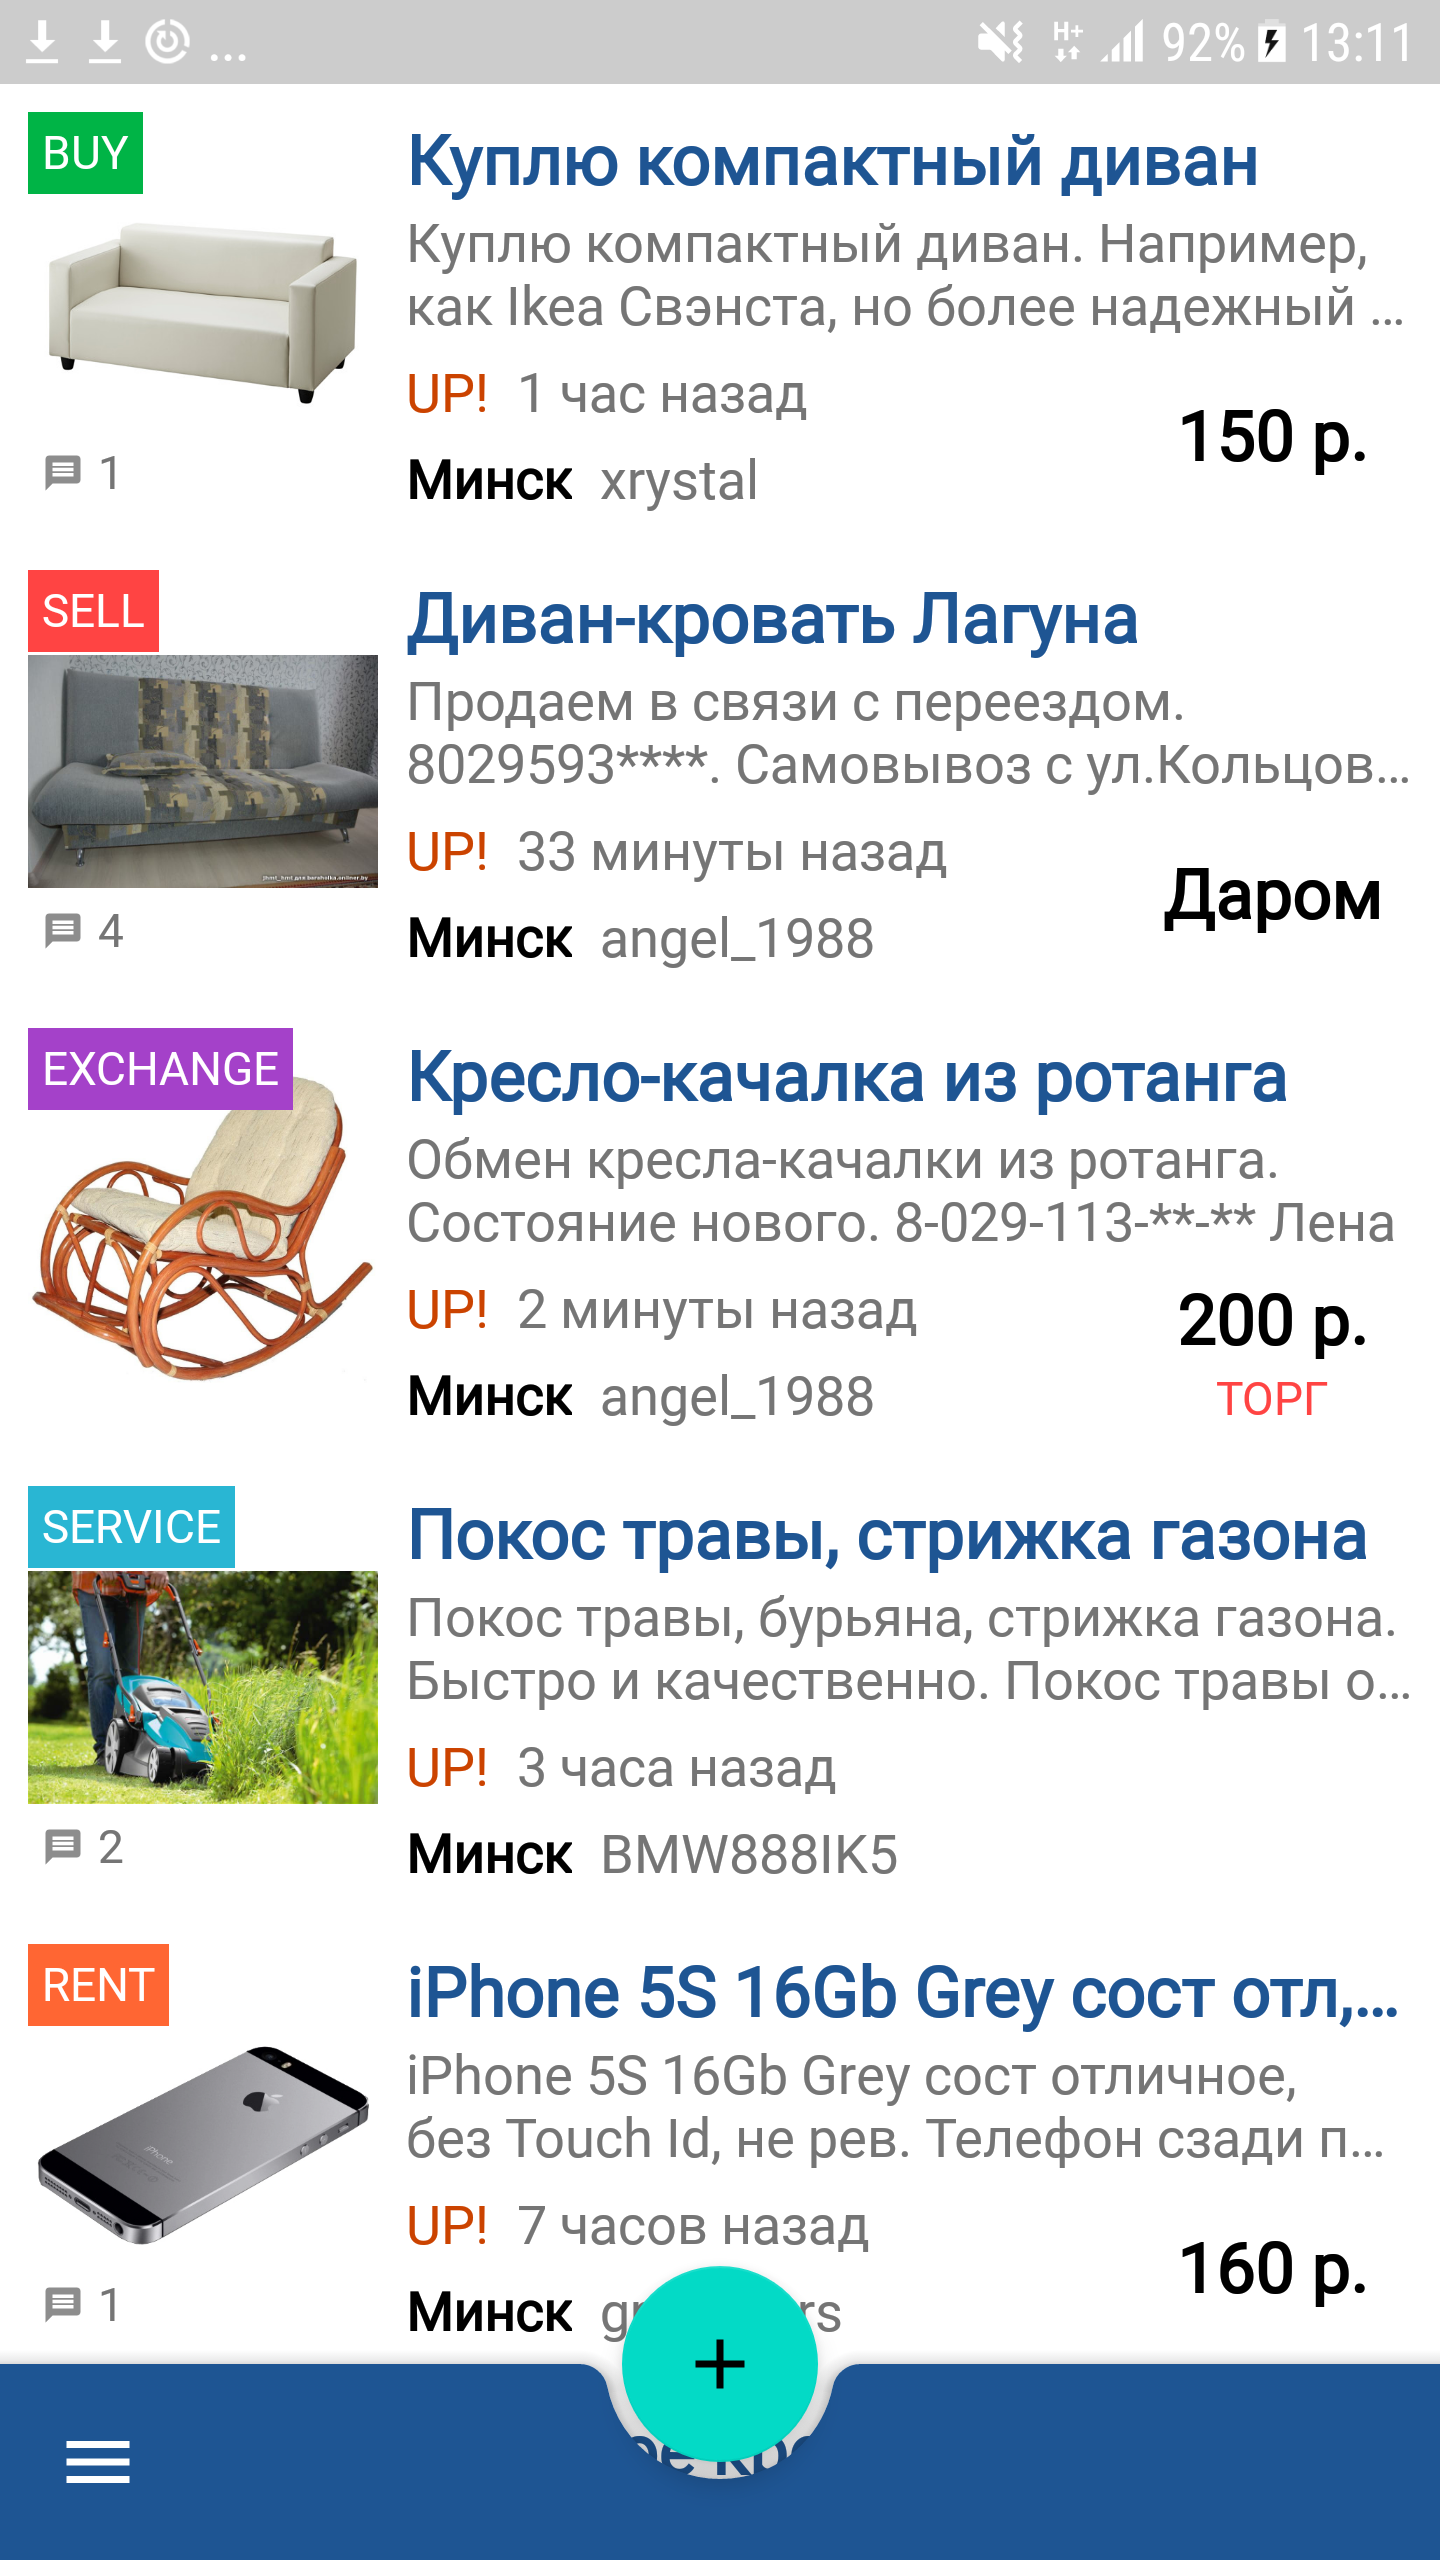 ... 92% 13:11
BUY
Куплю компактный диван
Куплю компактный диван. Например,
как Ikea Свэнста, но более надежный ...
UP! 1 час назад
150 р.
1
Минск xrystal
SELL
Диван-кровать Лагуна
Продаем в связи с переездом.
8029593****. Самовывоз с ул.Кольцов...
UP! 33 минуты назад
Даром
4
Минск angel_1988
EXCHANGE
Кресло-качалка из ротанга
Обмен кресла-качалки из ротанга.
Состояние нового. 8-029-113-**-** Лена
UP! 2 минуты назад
200 р.
Минск angel_1988
ТОРГ
SERVICE
Покос травы, стрижка газона
Покос травы, бурьяна, стрижка газона.
Быстро и качественно. Покос травы о...
UP! 3 часа назад
2
Минск BMW888IK5
RENT
iPhone 5S 16Gb Grey сост отл,...
iPhone 5S 16Gb Grey сост отличное,
без Touch Id, не рев. Телефон сзади п...
UP! 7 часов назад
160 р.
1
Минск